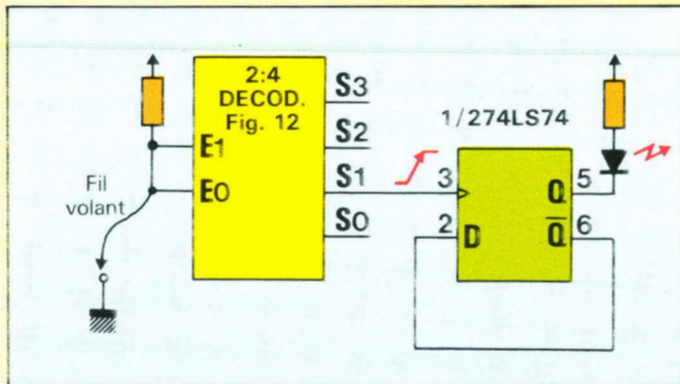 2:4
DECOD.
Fig. 12
S3
S2
S1
S0
E1
E0
Fil
volant
1/274LS74
3
2
D
Q
Q̅
5
6